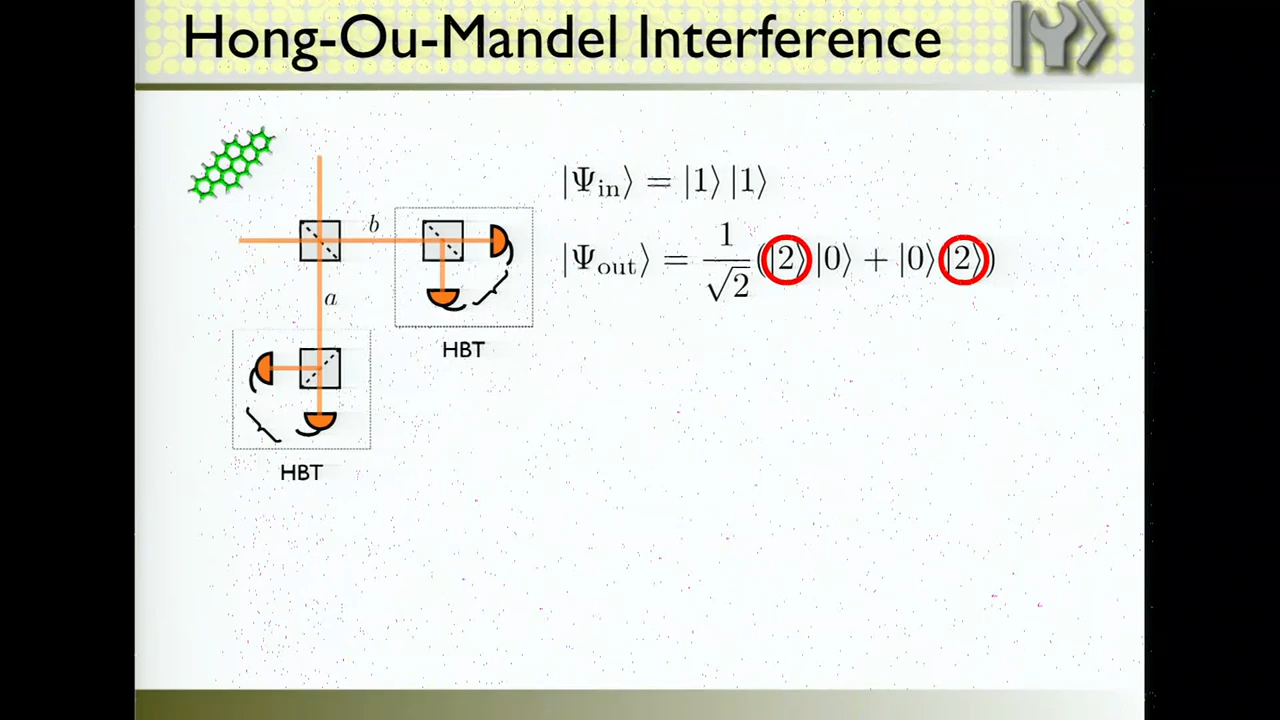 Hong-Ou-Mandel Interference
|Ψin⟩ = |1⟩ |1⟩
|Ψout⟩ = 1/√2 (|2⟩ |0⟩ + |0⟩ |2⟩)
b
a
HBT
HBT